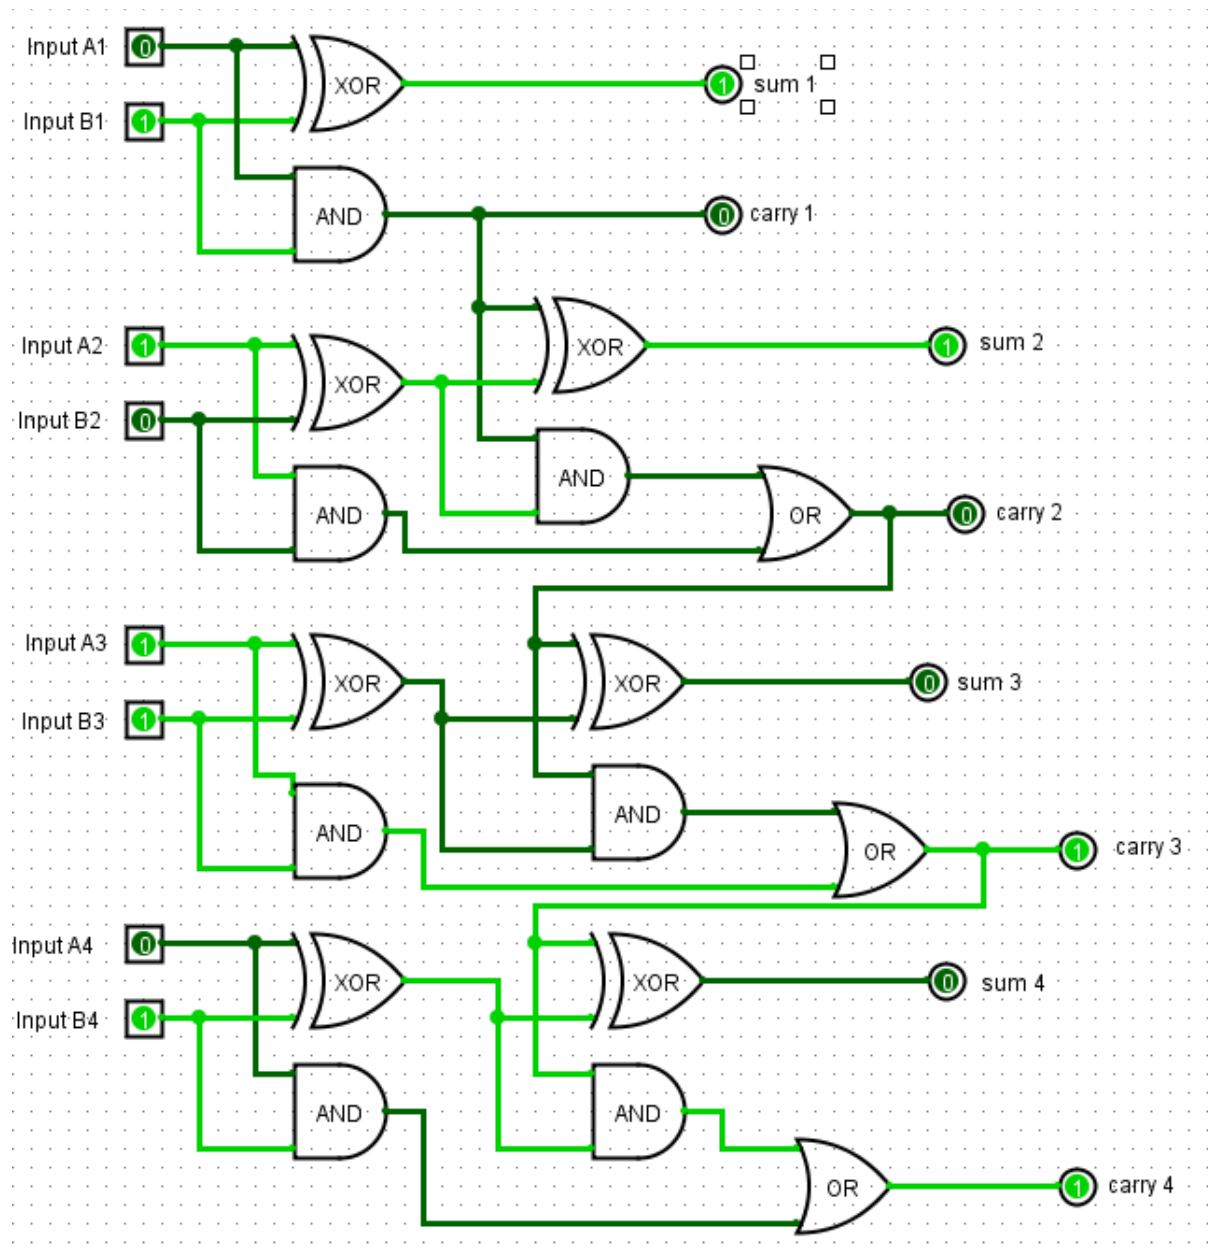 Input A1 0
XOR
1 sum 1
Input B1 1
AND
0 carry 1
Input A2 1
XOR
XOR
1 sum 2
Input B2 0
AND
AND
OR
0 carry 2
Input A3 1
XOR
XOR
0 sum 3
Input B3 1
AND
AND
OR
1 carry 3
Input A4 0
XOR
XOR
0 sum 4
Input B4 1
AND
AND
OR
1 carry 4